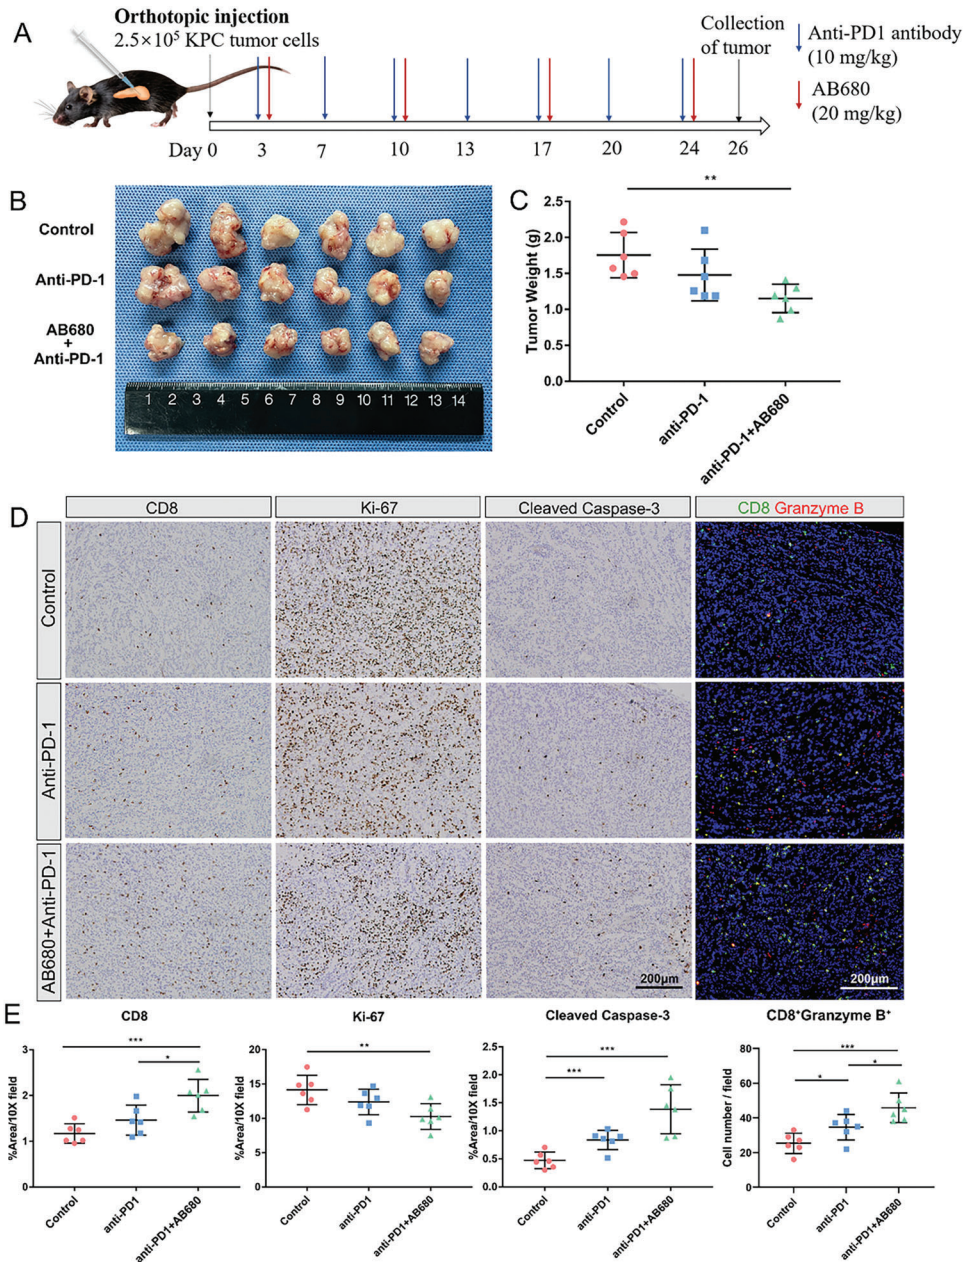 A
Orthotopic injection
2.5×10⁵ KPC tumor cells
Collection
of tumor
Anti-PD1 antibody
(10 mg/kg)
AB680
(20 mg/kg)
Day 0 3 7 10 13 17 20 24 26
B
Control
Anti-PD-1
AB680
+
Anti-PD-1
1 2 3 4 5 6 7 8 9 10 11 12 13 14
C
**
Tumor Weight (g)
2.5
2.0
1.5
1.0
0.5
0.0
Control
anti-PD-1
anti-PD-1+AB680
D
CD8
Ki-67
Cleaved Caspase-3
CD8 Granzyme B
Control
Anti-PD-1
AB680+Anti-PD-1
200μm
200μm
E
CD8
***
*
%Area/10X field
3
2
1
0
Control
anti-PD1
anti-PD1+AB680
Ki-67
**
%Area/10X field
20
15
10
5
0
Control
anti-PD1
anti-PD1+AB680
Cleaved Caspase-3
***
***
%Area/10X field
2.5
2.0
1.5
1.0
0.5
0.0
Control
anti-PD1
anti-PD1+AB680
CD8⁺Granzyme B⁺
***
*
*
Cell number / field
80
60
40
20
0
Control
anti-PD1
anti-PD1+AB680